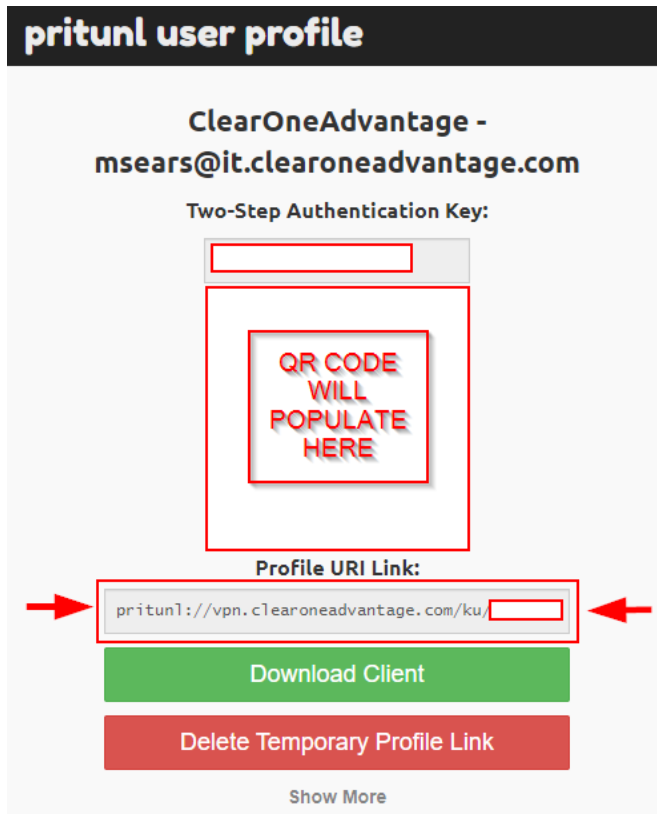 pritunl user profile
ClearOneAdvantage -
msears@it.clearoneadvantage.com
Two-Step Authentication Key:
QR CODE
WILL
POPULATE
HERE
Profile URI Link:
pritunl://vpn.clearoneadvantage.com/ku/
Download Client
Delete Temporary Profile Link
Show More